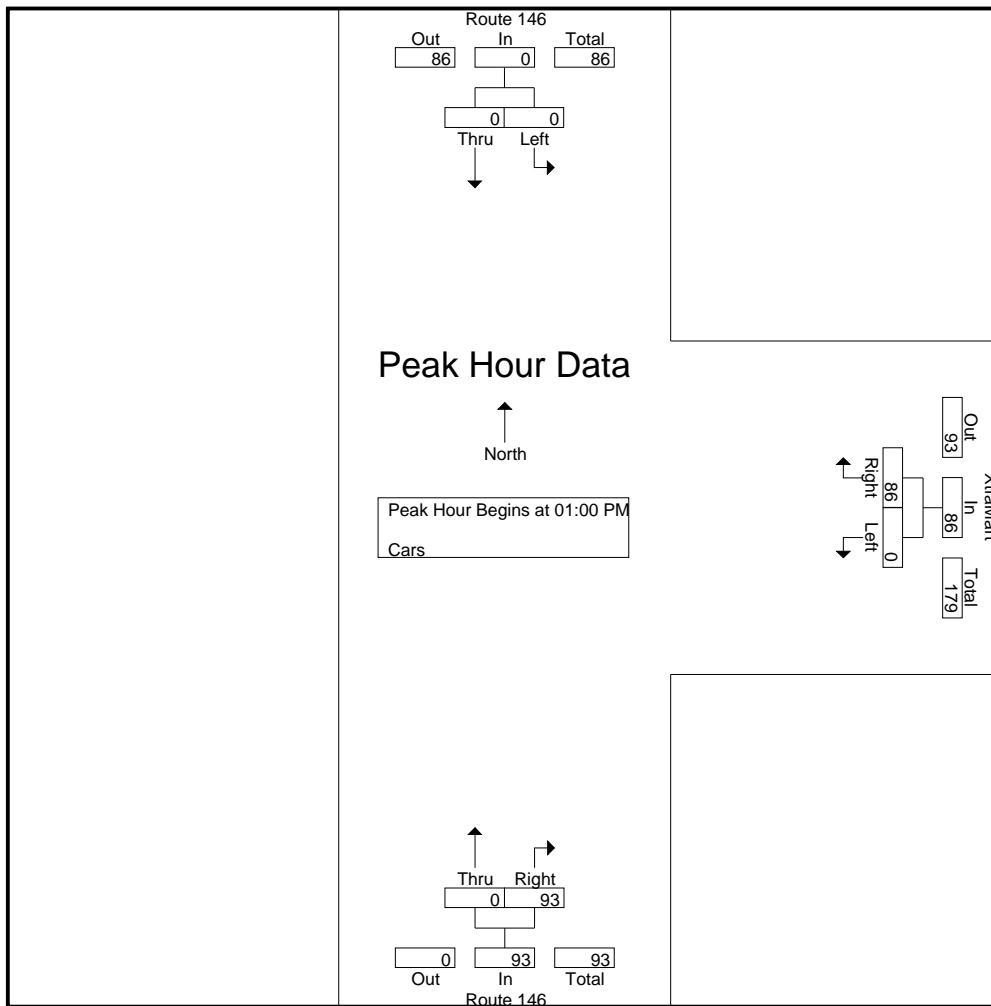 Route 146
Out In Total
86 0 86
0 0
Thru Left
Peak Hour Data
North
Peak Hour Begins at 01:00 PM
Cars
Out In Total
93 86 179
86 0
Right Left
Thru Right
0 93
0 93 93
Out In Total
Route 146